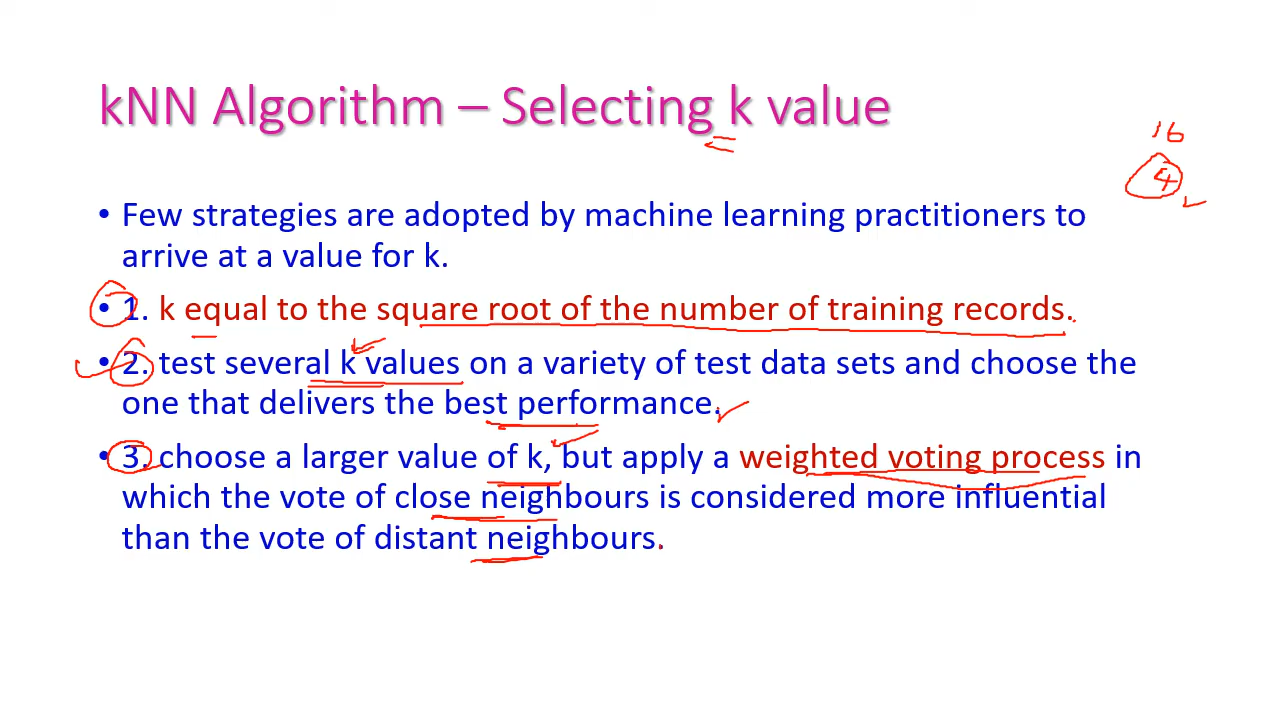 kNN Algorithm – Selecting k value
16
4
• Few strategies are adopted by machine learning practitioners to
arrive at a value for k.
• 1. k equal to the square root of the number of training records.
• 2. test several k values on a variety of test data sets and choose the
one that delivers the best performance.
• 3. choose a larger value of k, but apply a weighted voting process in
which the vote of close neighbours is considered more influential
than the vote of distant neighbours.